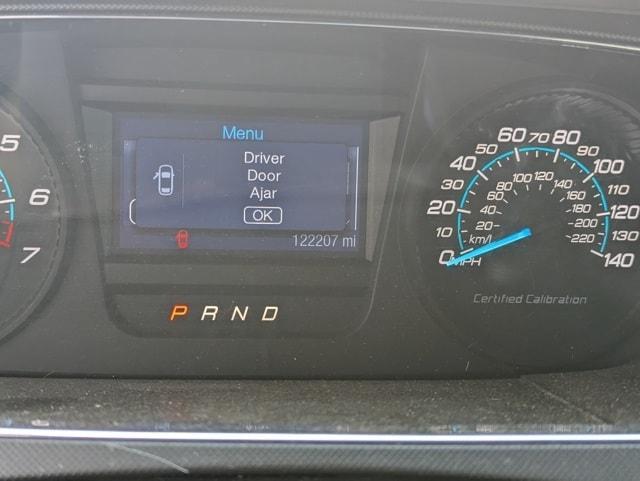 Menu
Driver
Door
Ajar
OK
122207 mi
P R N D
5
6
7
0 10 20 30 40 50 60 70 80 90 100 110 120 130 140
MPH
20 40 60 80 100 120 140 160 180 200 220
km/h
Certified Calibration